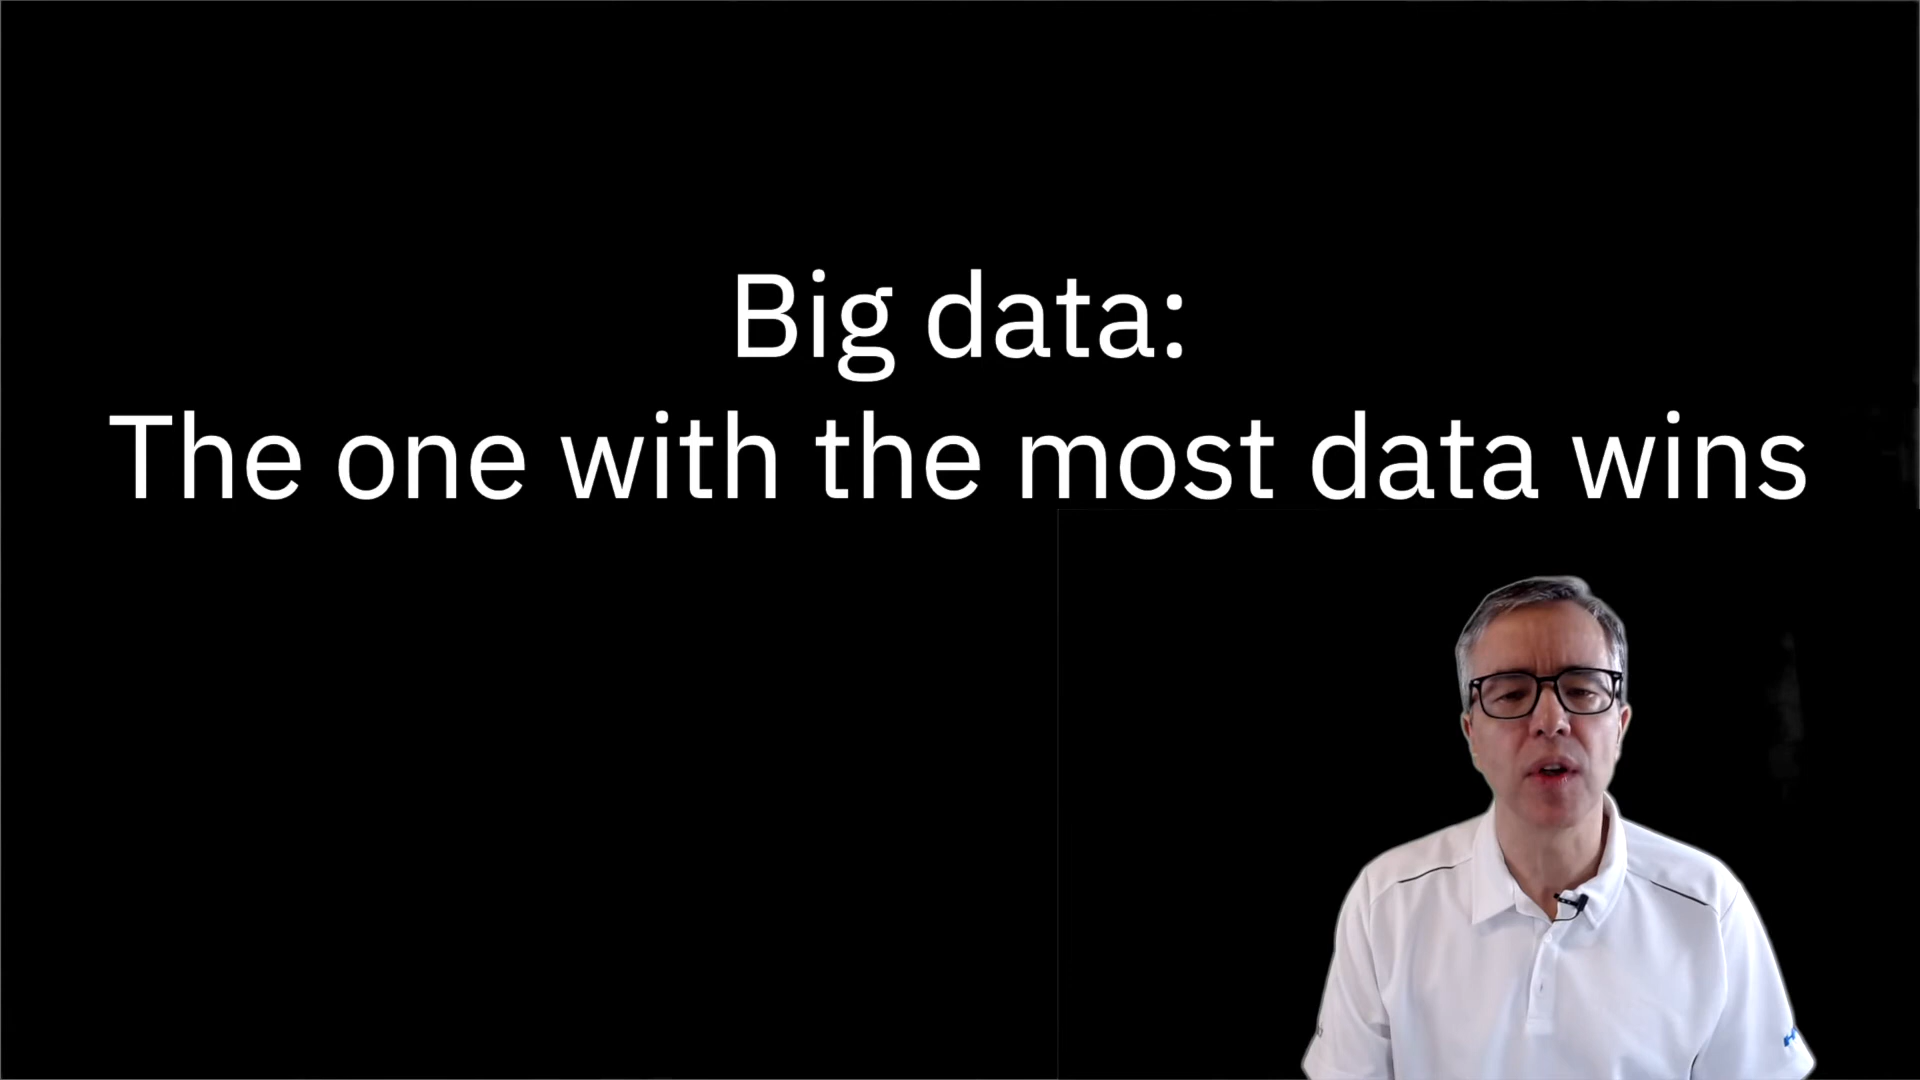 Big data:
The one with the most data wins